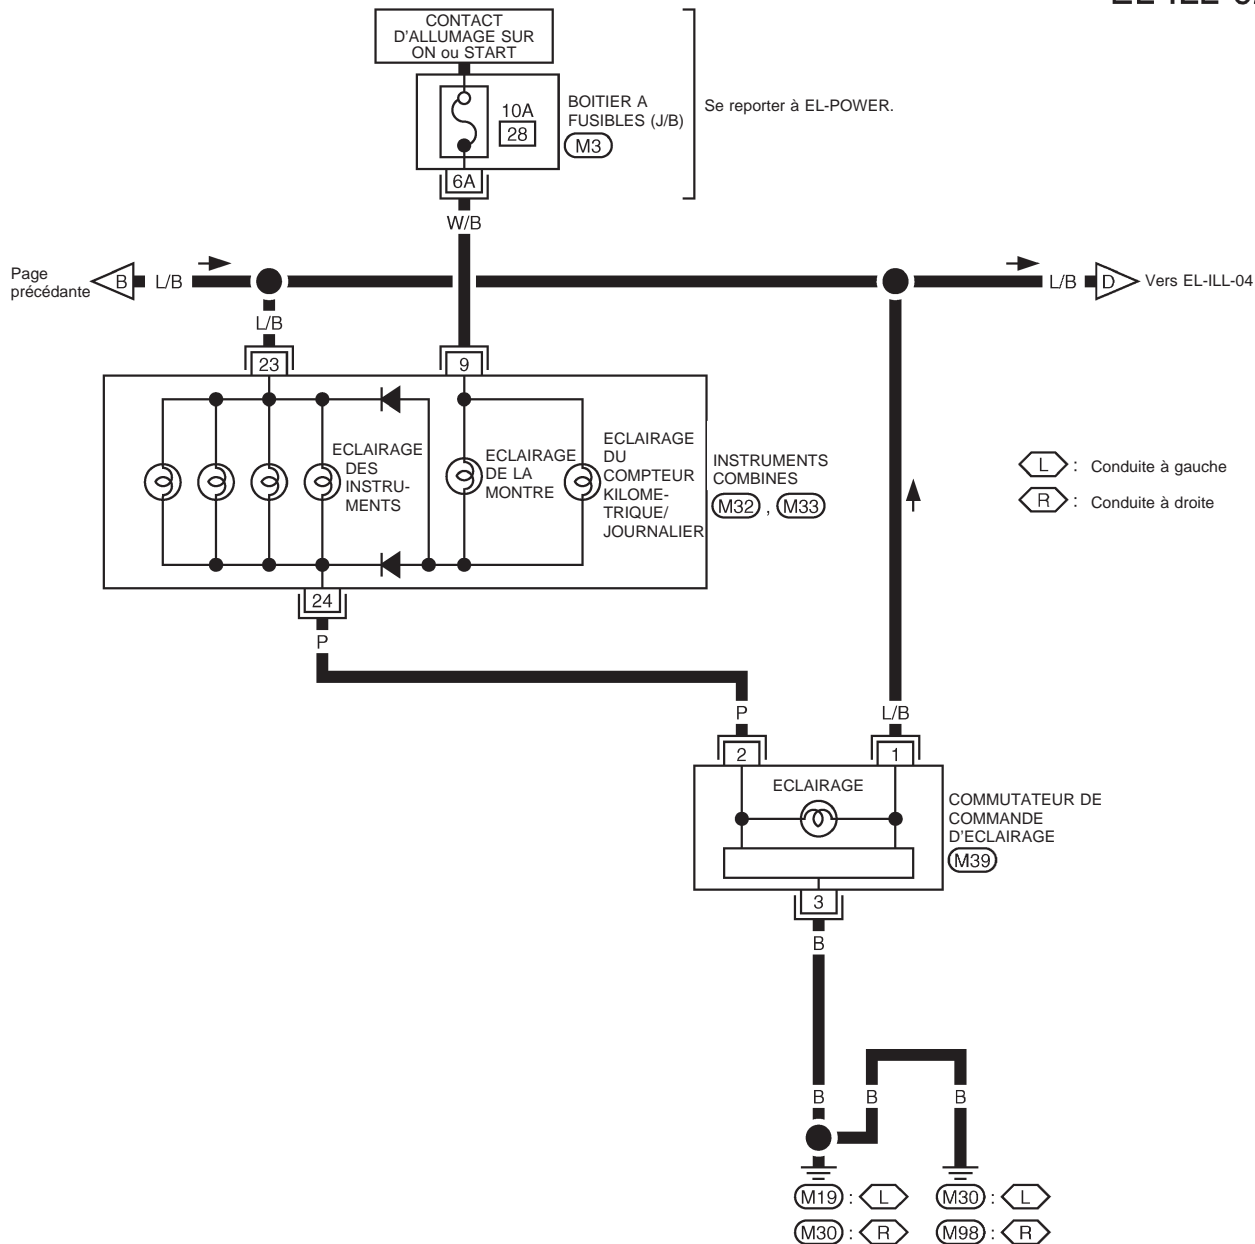 CONTACT
D'ALLUMAGE SUR
ON ou START
10A
28
BOITIER A
FUSIBLES (J/B)
M3
Se reporter à EL-POWER.
6A
W/B
Page
précédante
B
L/B
L/B
D
Vers EL-ILL-04
L/B
23
9
ECLAIRAGE
DES
INSTRU-
MENTS
ECLAIRAGE
DE LA
MONTRE
ECLAIRAGE
DU
COMPTEUR
KILOME-
TRIQUE/
JOURNALIER
INSTRUMENTS
COMBINES
M32 , M33
L : Conduite à gauche
R : Conduite à droite
24
P
P
L/B
2
1
ECLAIRAGE
COMMUTATEUR DE
COMMANDE
D'ECLAIRAGE
M39
3
B
B
B
B
M19 : L
M30 : L
M30 : R
M98 : R